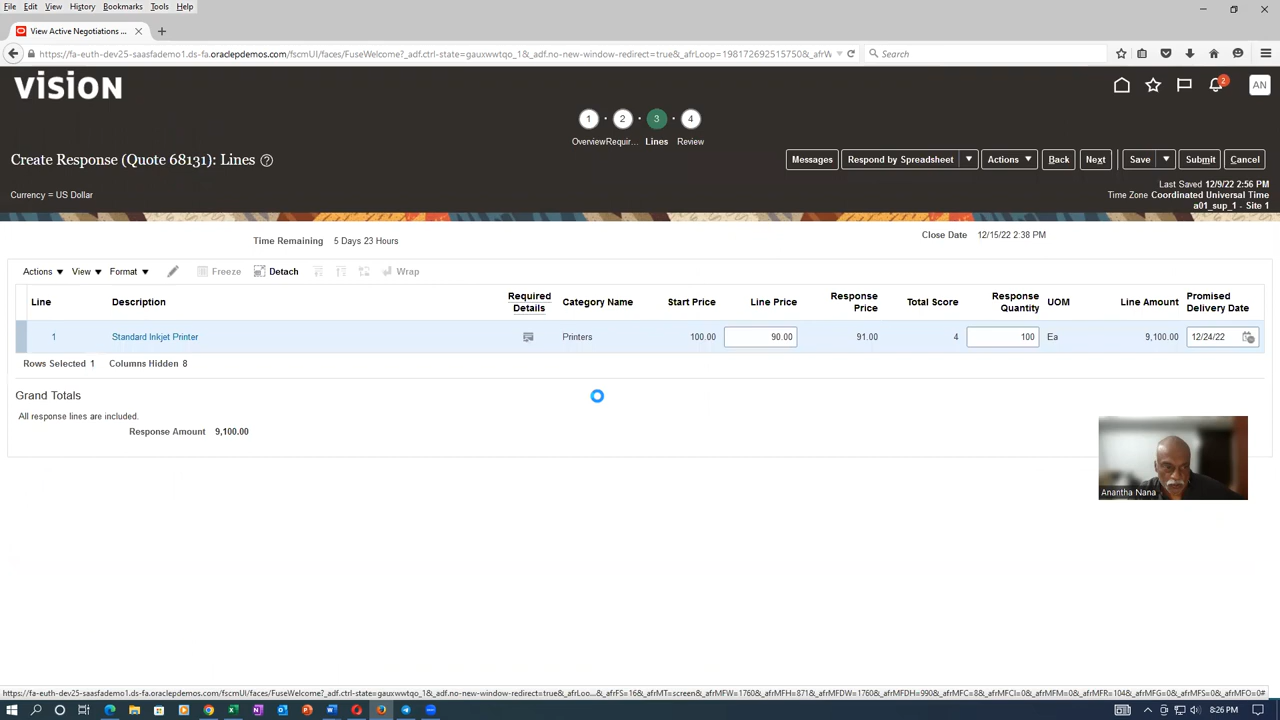 File Edit View History Bookmarks Tools Help
View Active Negotiations ...
https://fa-euth-dev25-saasfademo1.ds-fa.oraclepdemos.com/fscmUI/faces/FuseWelcome?_adf.ctrl-state=gauxwwtqo_1&_adf.no-new-window-redirect=true&_afrLoop=1981726925157 50&_afrW
Search
vision
2
AN
1 2 3 4
Overview Requir... Lines Review
Create Response (Quote 68131): Lines
Messages Respond by Spreadsheet Actions Back Next Save Submit Cancel
Currency = US Dollar
Last Saved 12/9/22 2:56 PM
Time Zone Coordinated Universal Time
a01_sup_1 - Site 1
Time Remaining 5 Days 23 Hours
Close Date 12/15/22 2:38 PM
Actions View Format Freeze Detach Wrap
Line Description Required Details Category Name Start Price Line Price Response Price Total Score Response Quantity UOM Line Amount Promised Delivery Date
1 Standard Inkjet Printer Printers 100.00 90.00 91.00 4 100 Ea 9,100.00 12/24/22
Rows Selected 1 Columns Hidden 8
Grand Totals
All response lines are included.
Response Amount 9,100.00
Anantha Nana
https://fa-euth-dev25-saasfademo1.ds-fa.oraclepdemos.com/fscmUI/faces/FuseWelcome?_adf.ctrl-state=gauxwwtqo_1&_adf.no-new-window-redirect=true&_afrLoo...&_afrFS=16&_afrMT=screen&_afrMFW=1760&_afrMFH=871&_afrMFDW=1760&_afrMFDH=990&_afrMFC=8&_afrMFCI=0&_afrMFM=0&_afrMFR=104&_afrMFG=0&_afrMFS=0&_afrMFO=0#
8:26 PM